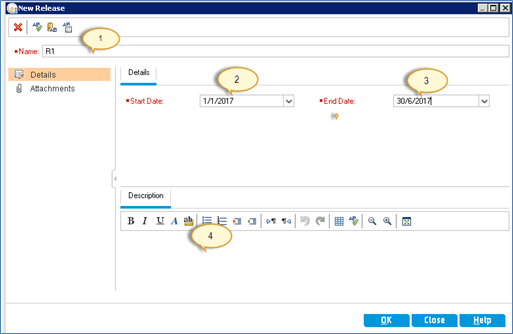 New Release
1
Name: R1
Details
Attachments
Details
2
3
Start Date: 1/1/2017 End Date: 30/6/2017
Description
B I U A ab
4
OK Close Help